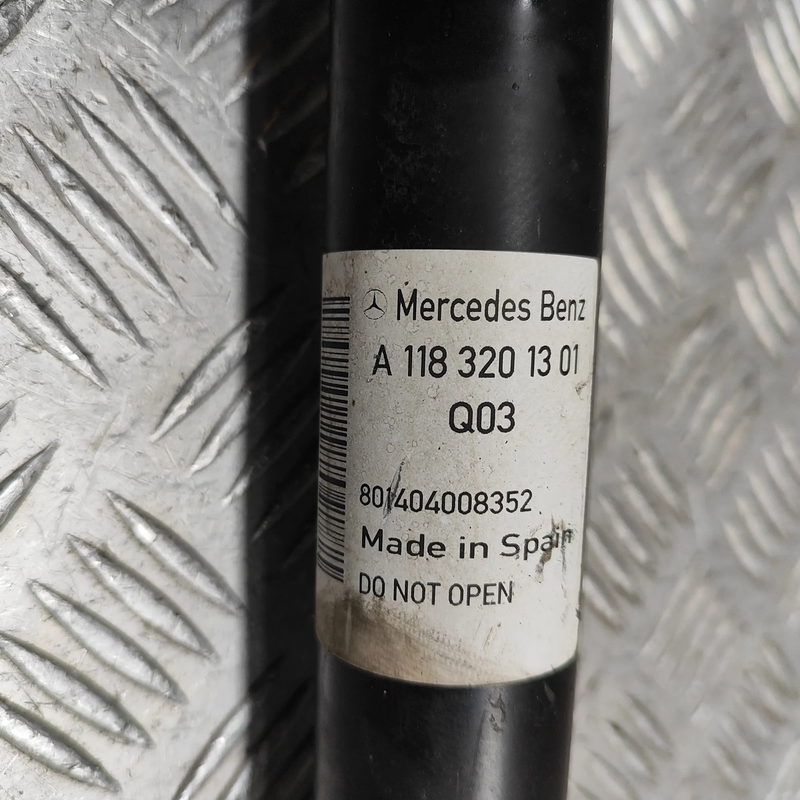 Mercedes Benz
A 118 320 13 01
Q03
801404008352
Made in Spain
DO NOT OPEN